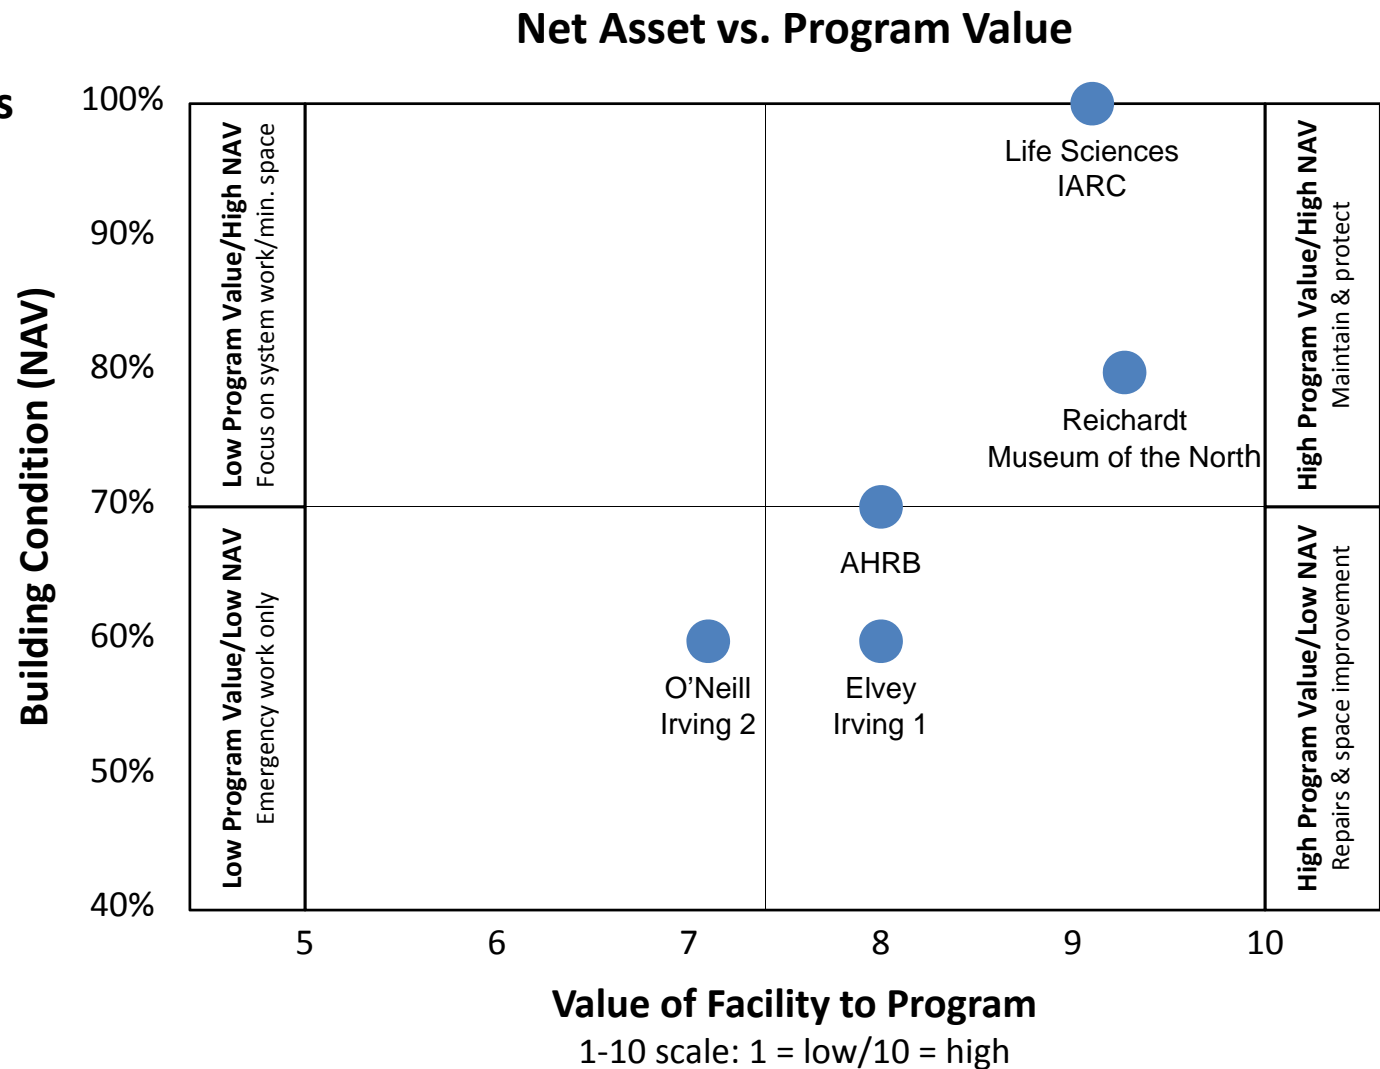 Net Asset vs. Program Value
s
100%
90%
80%
70%
60%
50%
40%
Building Condition (NAV)
Low Program Value/High NAV
Focus on system work/min. space
Low Program Value/Low NAV
Emergency work only
Life Sciences
IARC
Reichardt
Museum of the North
AHRB
O’Neill
Irving 2
Elvey
Irving 1
High Program Value/High NAV
Maintain & protect
High Program Value/Low NAV
Repairs & space improvement
5
6
7
8
9
10
Value of Facility to Program
1-10 scale: 1 = low/10 = high